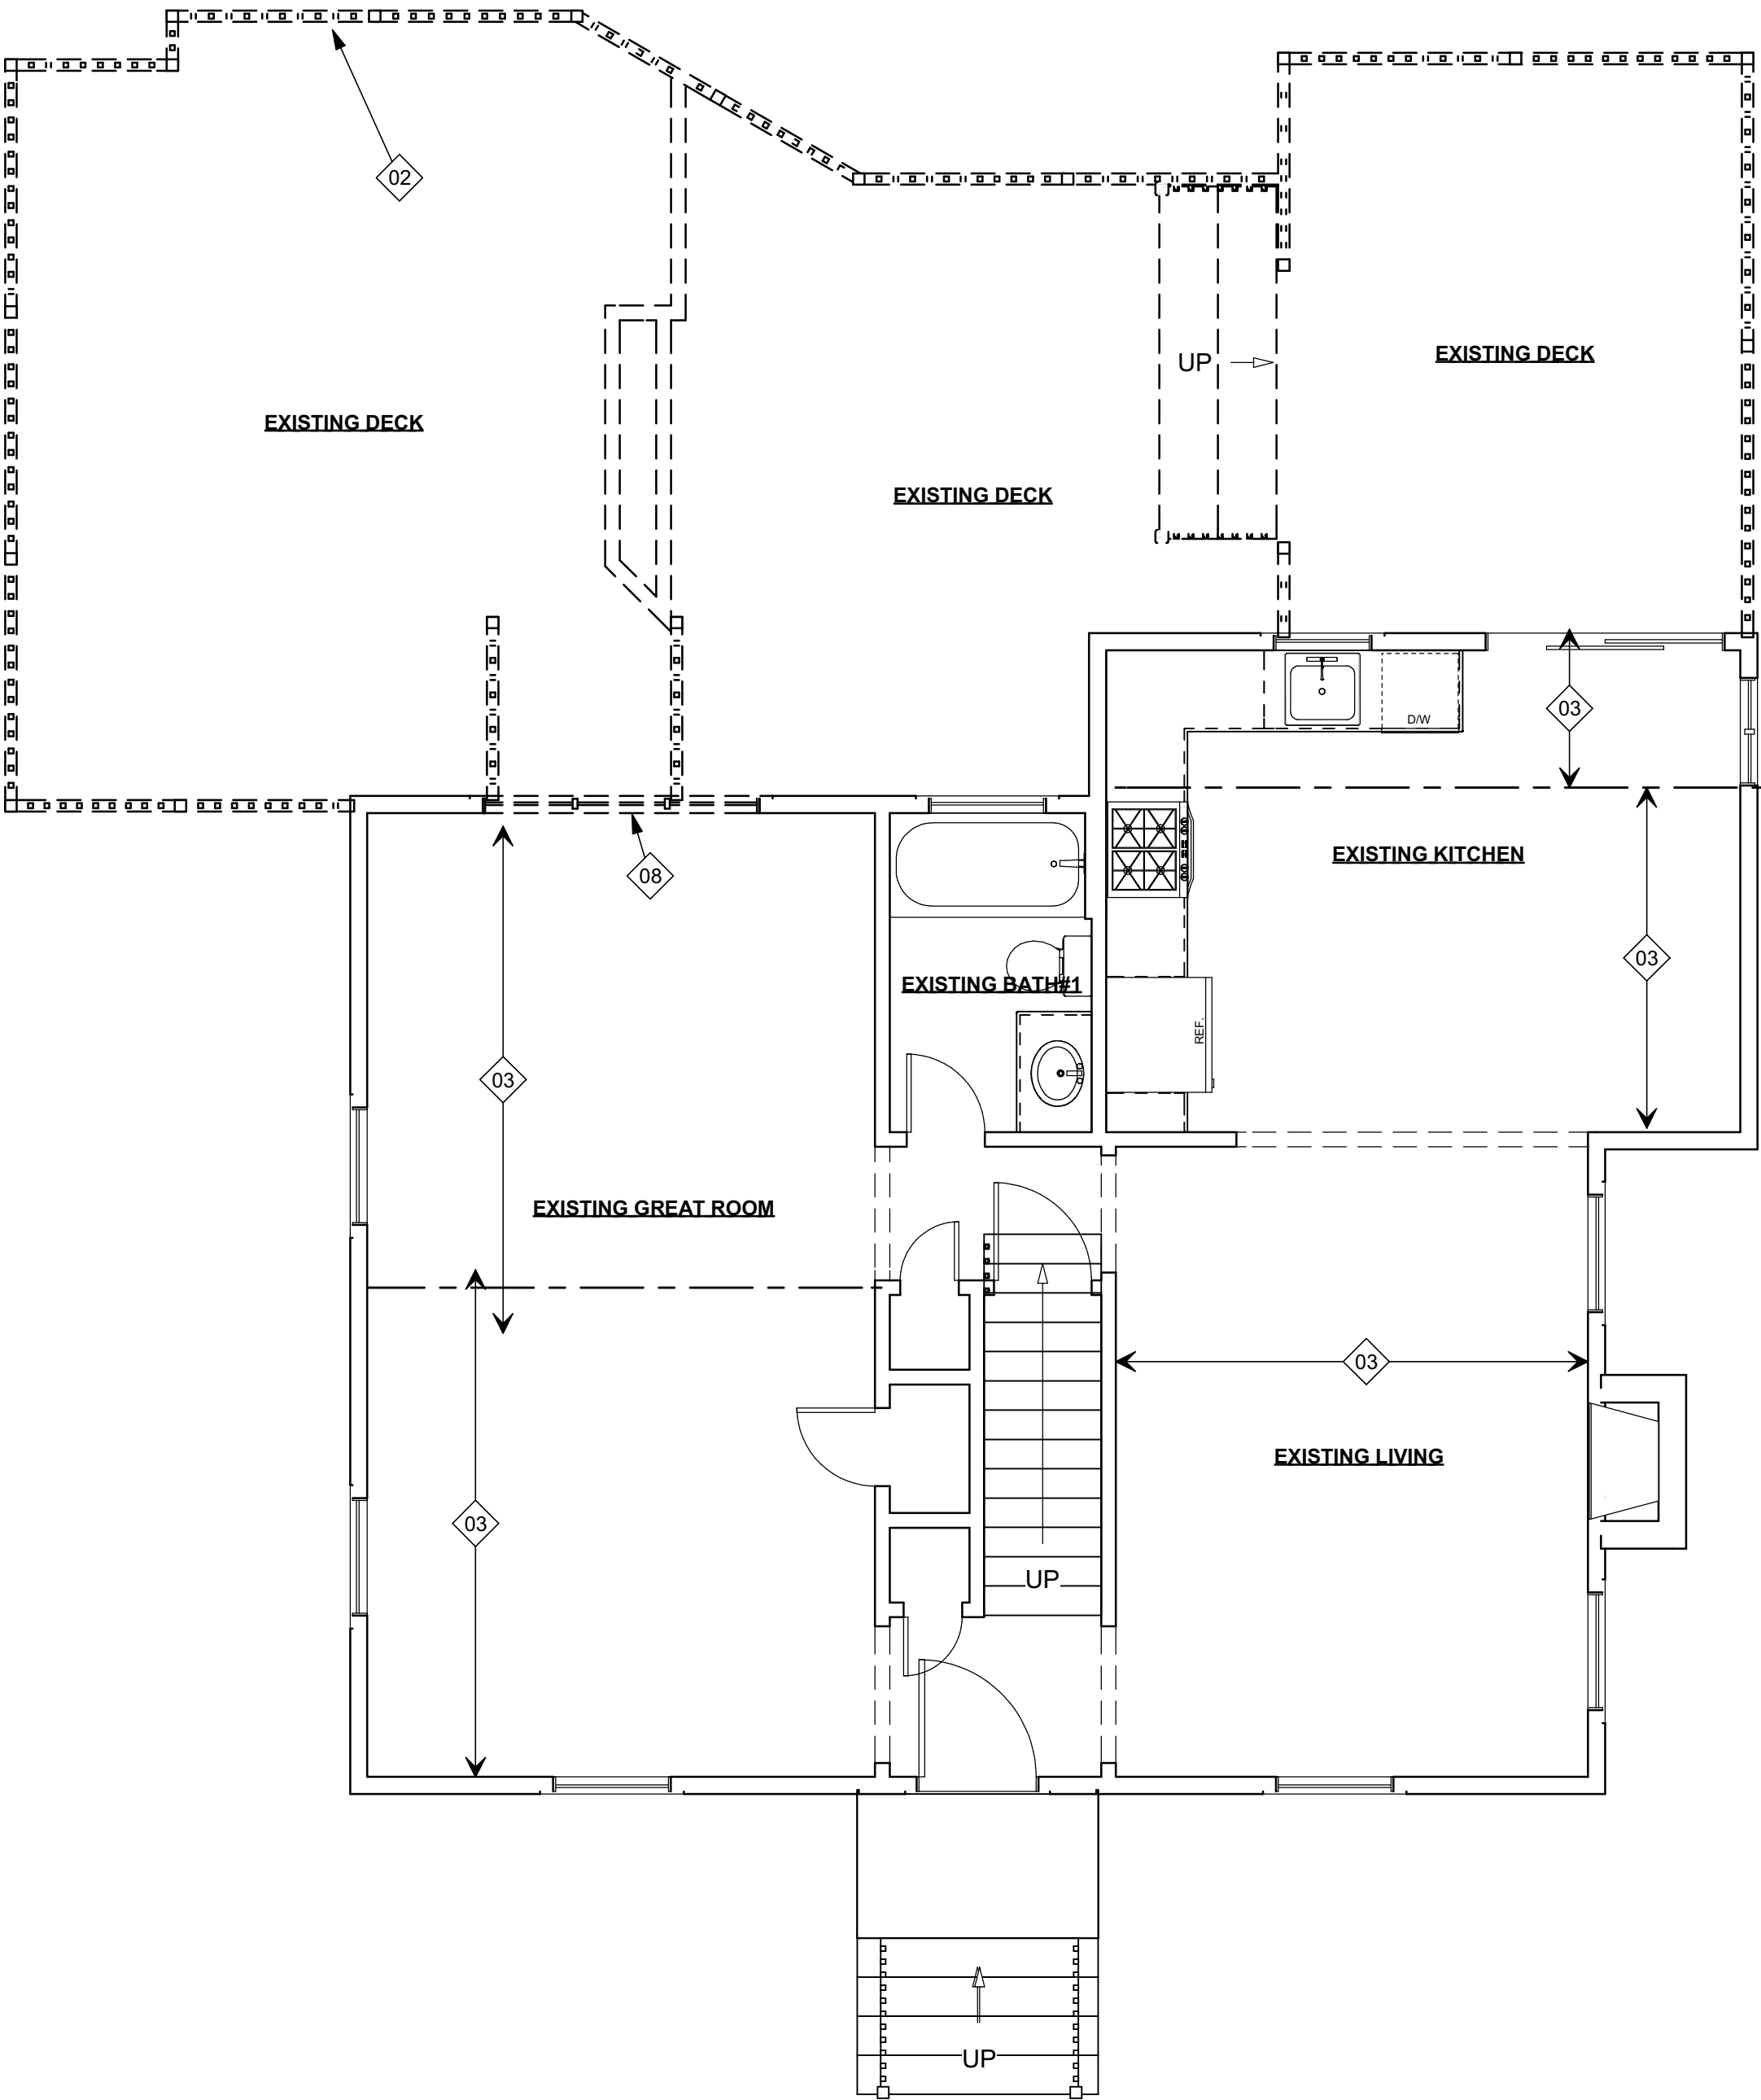 02
UP
EXISTING DECK
EXISTING DECK
EXISTING DECK
03
D/W
EXISTING KITCHEN
08
03
EXISTING BATH#1
REF.
03
EXISTING GREAT ROOM
03
EXISTING LIVING
03
UP
UP